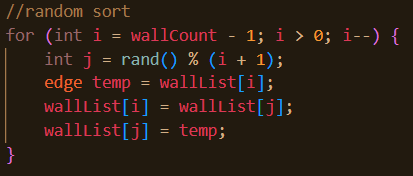 //random sort
for (int i = wallCount - 1; i > 0; i--) {
    int j = rand() % (i + 1);
    edge temp = wallList[i];
    wallList[i] = wallList[j];
    wallList[j] = temp;
}